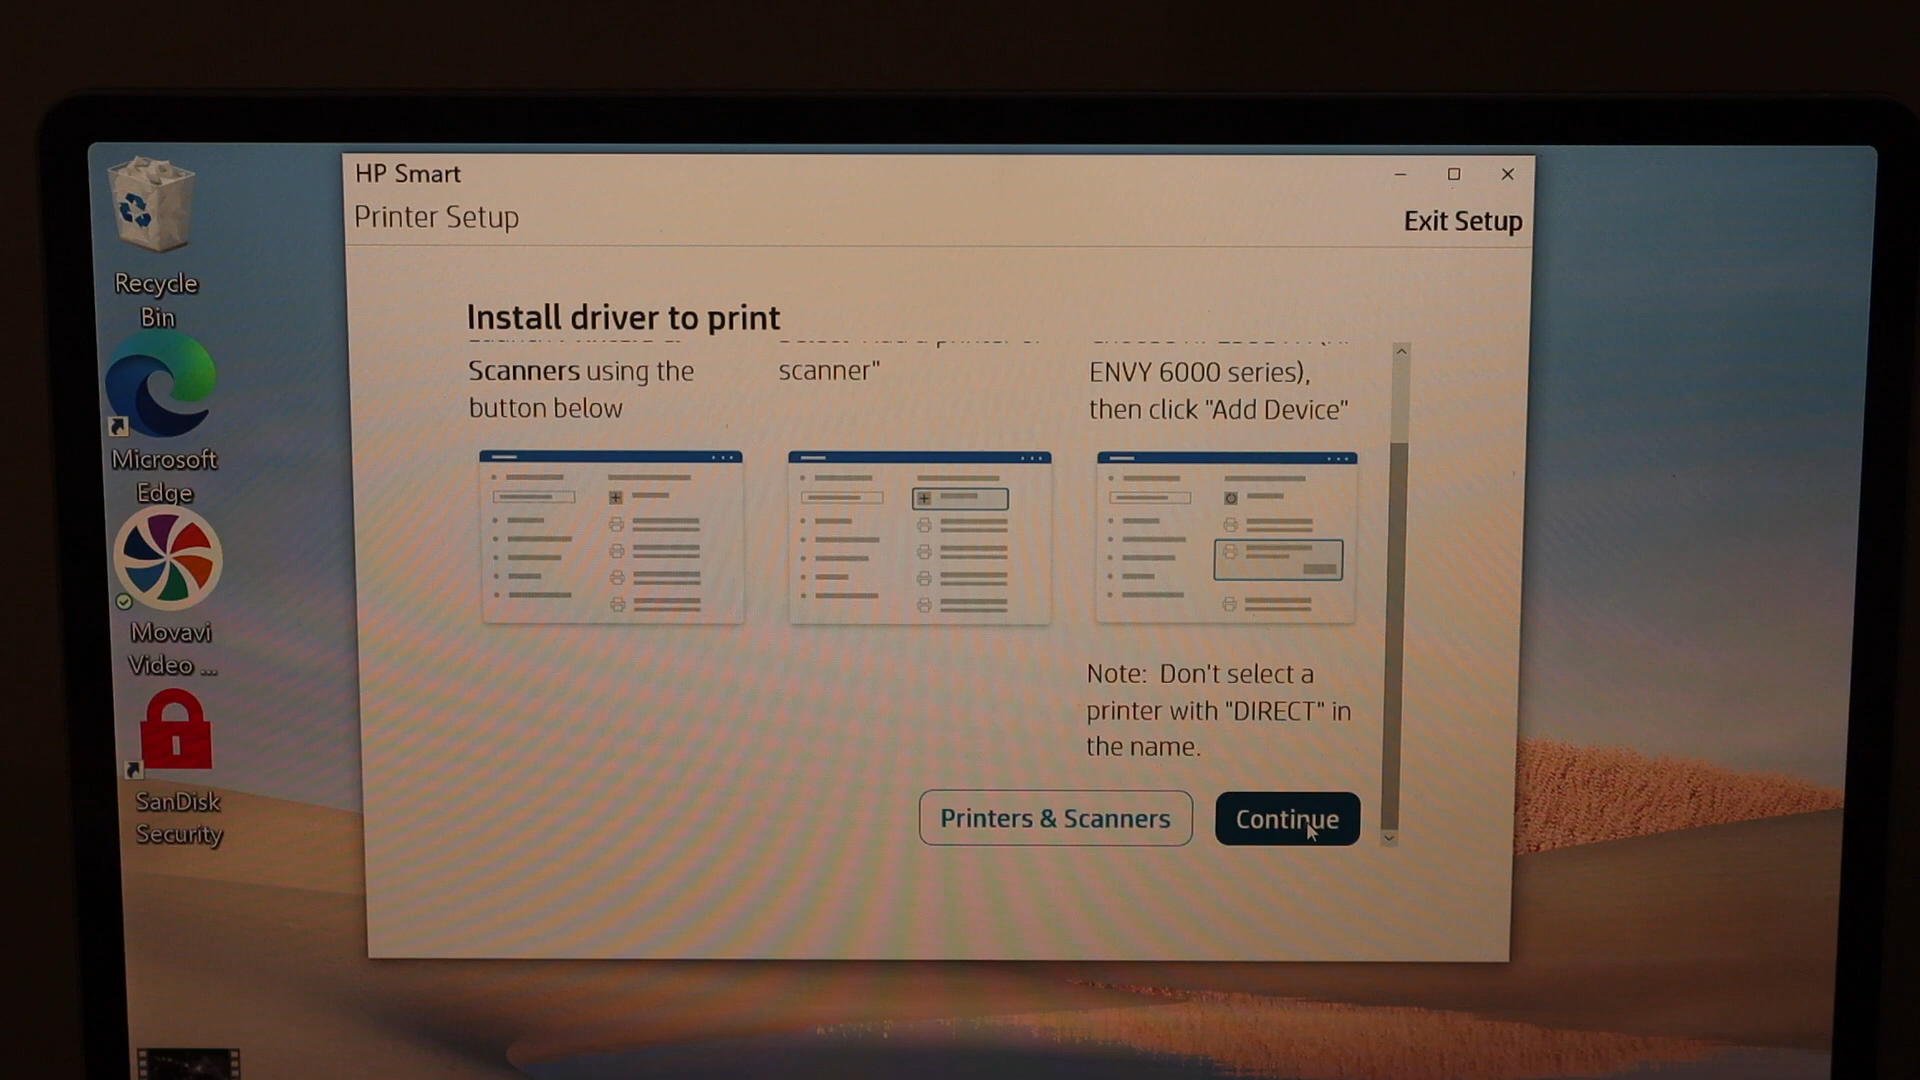 HP Smart
Printer Setup
Exit Setup
Recycle
Bin
Microsoft
Edge
Movavi
Video ...
SanDisk
Security
Install driver to print
Scanners using the
button below
scanner"
ENVY 6000 series),
then click "Add Device"
Note: Don't select a
printer with "DIRECT" in
the name.
Printers & Scanners
Continue